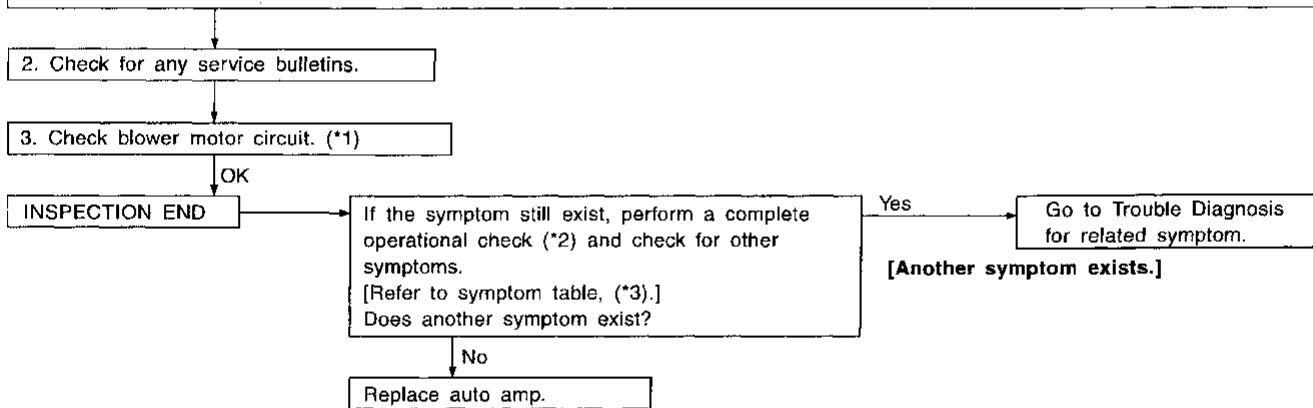 2. Check for any service bulletins.
3. Check blower motor circuit. (*1)
OK
INSPECTION END
If the symptom still exist, perform a complete
operational check (*2) and check for other
symptoms.
[Refer to symptom table, (*3).]
Does another symptom exist?
Yes
Go to Trouble Diagnosis
for related symptom.
[Another symptom exists.]
No
Replace auto amp.